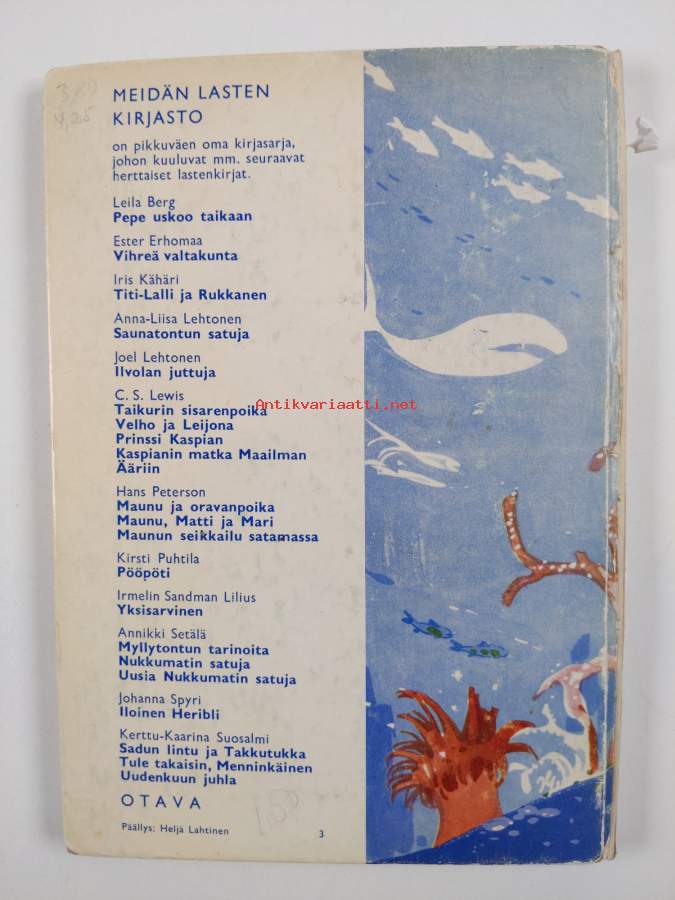 3,50
4,25
MEIDÄN LASTEN
KIRJASTO
on pikkuväen oma kirjasarja,
johon kuuluvat mm. seuraavat
herttaiset lastenkirjat.
Leila Berg
Pepe uskoo taikaan
Ester Erhomaa
Vihreä valtakunta
Iris Kähäri
Titi-Lalli ja Rukkanen
Anna-Liisa Lehtonen
Saunatontun satuja
Joel Lehtonen
Ilvolan juttuja
C. S. Lewis
Taikurin sisarenpoika
Antikvariaatti.net
Velho ja Leijona
Prinssi Kaspian
Kaspianin matka Maailman
Ääriin
Hans Peterson
Maunu ja oravanpoika
Maunu, Matti ja Mari
Maunun seikkailu satamassa
Kirsti Puhtila
Pööpöti
Irmelin Sandman Lilius
Yksisarvinen
Annikki Setälä
Myllytontun tarinoita
Nukkumatin satuja
Uusia Nukkumatin satuja
Johanna Spyri
Iloinen Heribli
Kerttu-Kaarina Suosalmi
Sadun lintu ja Takkutukka
Tule takaisin, Menninkäinen
Uudenkuun juhla
OTAVA
Päällys: Heljä Lahtinen 3